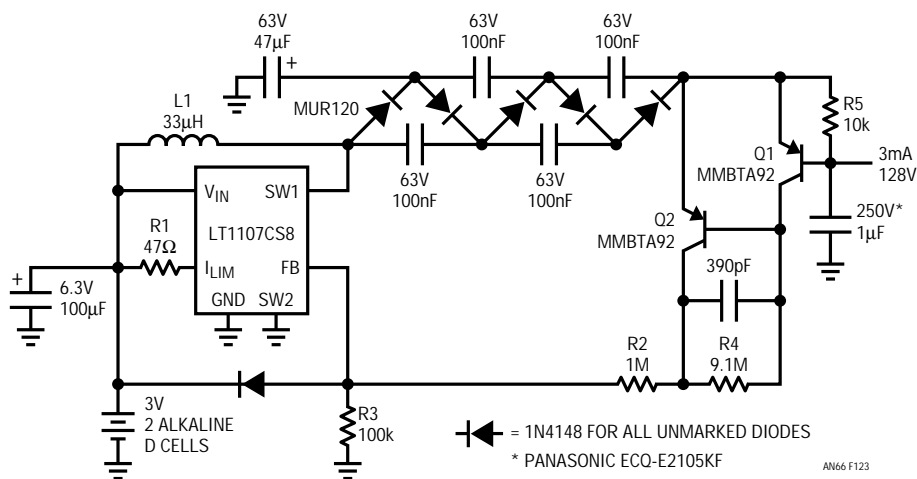 63V
47µF
+
63V
100nF
63V
100nF
L1
33µH
MUR120
R5
10k
Q1
MMBTA92
3mA
128V
63V
100nF
63V
100nF
VIN
SW1
LT1107CS8
R1
47Ω
ILIM
FB
GND
SW2
Q2
MMBTA92
250V*
1µF
+
6.3V
100µF
390pF
R2
1M
R4
9.1M
3V
2 ALKALINE
D CELLS
R3
100k
= 1N4148 FOR ALL UNMARKED DIODES
* PANASONIC ECQ-E2105KF
AN66 F123